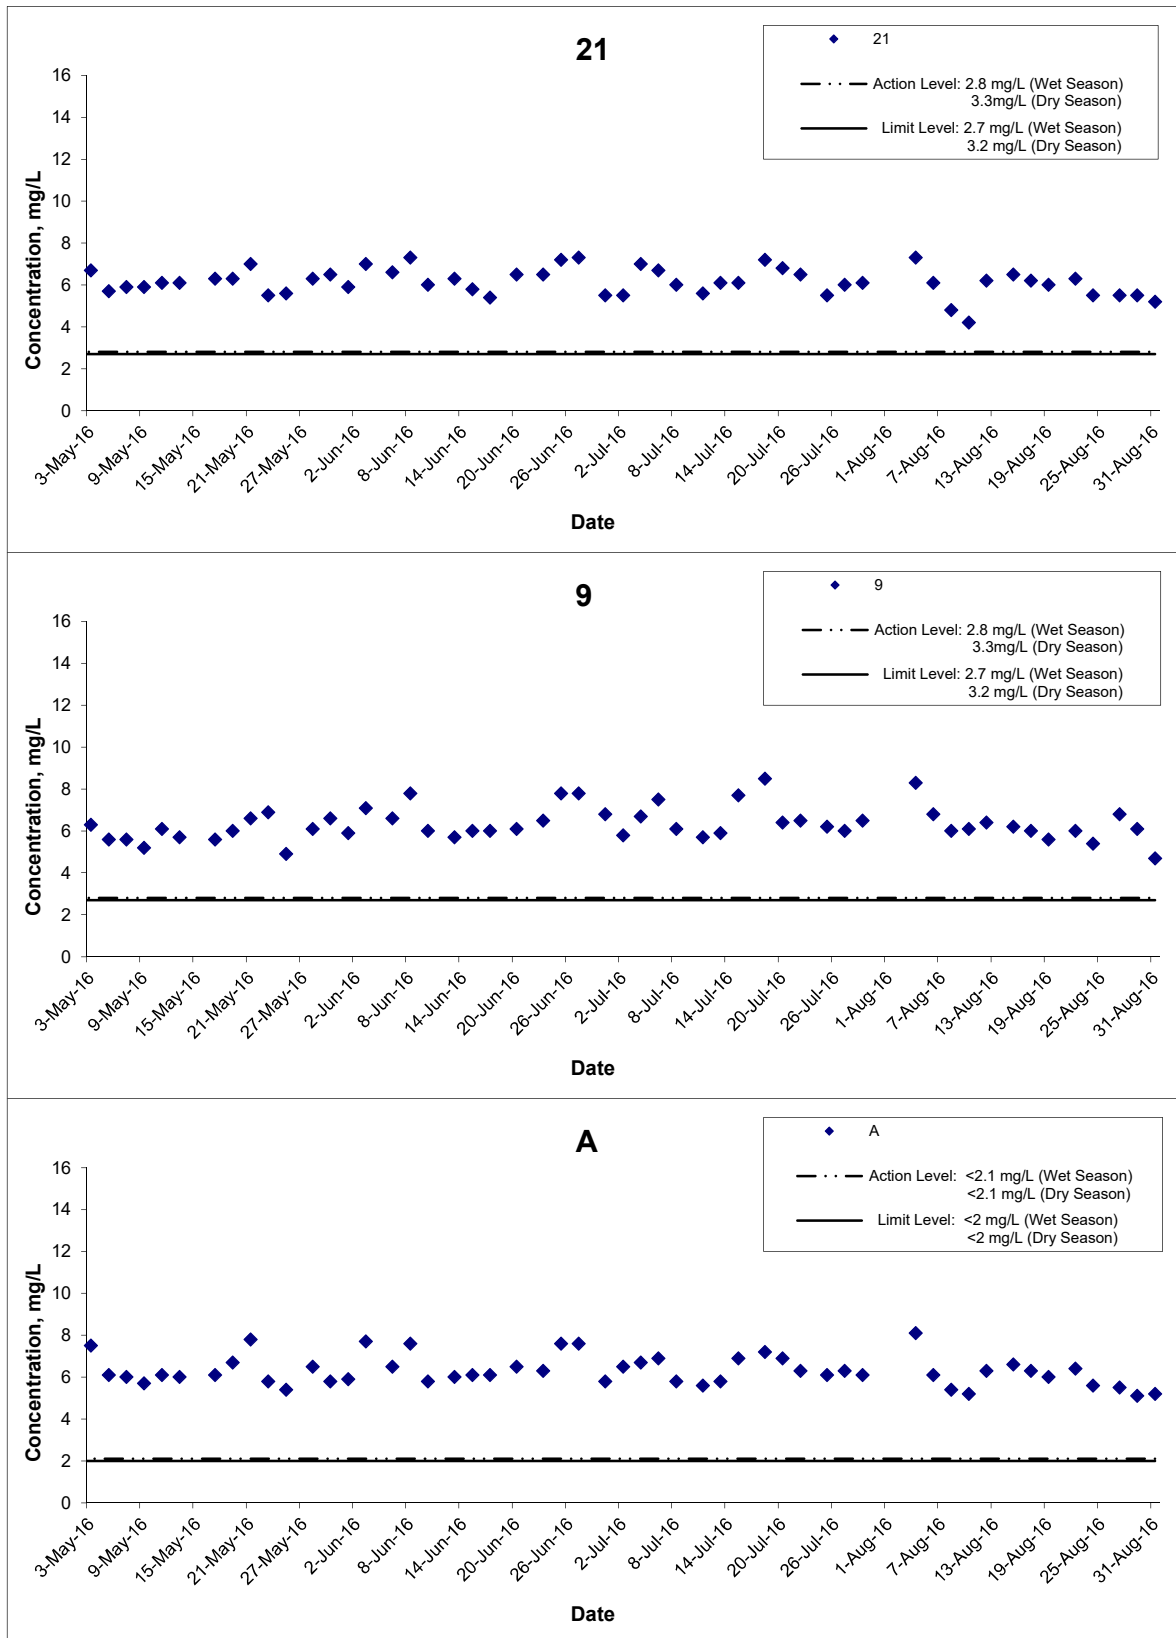 21
21
Action Level: 2.8 mg/L (Wet Season)
3.3mg/L (Dry Season)
Limit Level: 2.7 mg/L (Wet Season)
3.2 mg/L (Dry Season)
Concentration, mg/L
16
14
12
10
8
6
4
2
0
3-May-16
9-May-16
15-May-16
21-May-16
27-May-16
2-Jun-16
8-Jun-16
14-Jun-16
20-Jun-16
26-Jun-16
2-Jul-16
8-Jul-16
14-Jul-16
20-Jul-16
26-Jul-16
1-Aug-16
7-Aug-16
13-Aug-16
19-Aug-16
25-Aug-16
31-Aug-16
Date
9
9
Action Level: 2.8 mg/L (Wet Season)
3.3mg/L (Dry Season)
Limit Level: 2.7 mg/L (Wet Season)
3.2 mg/L (Dry Season)
Concentration, mg/L
16
14
12
10
8
6
4
2
0
3-May-16
9-May-16
15-May-16
21-May-16
27-May-16
2-Jun-16
8-Jun-16
14-Jun-16
20-Jun-16
26-Jun-16
2-Jul-16
8-Jul-16
14-Jul-16
20-Jul-16
26-Jul-16
1-Aug-16
7-Aug-16
13-Aug-16
19-Aug-16
25-Aug-16
31-Aug-16
Date
A
A
Action Level: <2.1 mg/L (Wet Season)
<2.1 mg/L (Dry Season)
Limit Level: <2 mg/L (Wet Season)
<2 mg/L (Dry Season)
Concentration, mg/L
16
14
12
10
8
6
4
2
0
3-May-16
9-May-16
15-May-16
21-May-16
27-May-16
2-Jun-16
8-Jun-16
14-Jun-16
20-Jun-16
26-Jun-16
2-Jul-16
8-Jul-16
14-Jul-16
20-Jul-16
26-Jul-16
1-Aug-16
7-Aug-16
13-Aug-16
19-Aug-16
25-Aug-16
31-Aug-16
Date